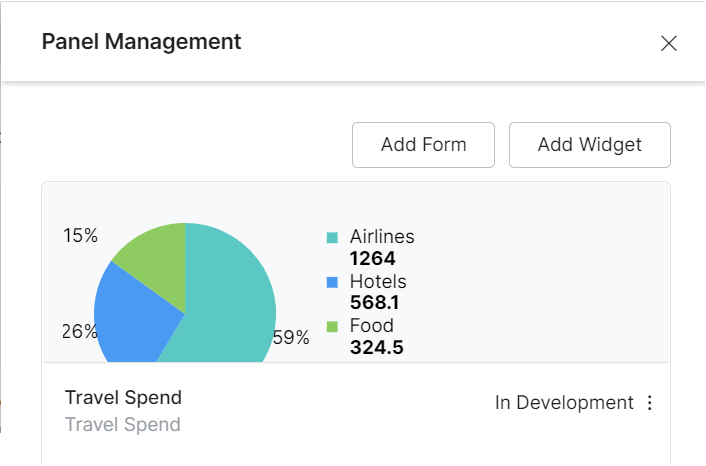 Panel Management
Add Form
Add Widget
15%
26%
59%
Airlines
1264
Hotels
568.1
Food
324.5
Travel Spend
In Development
Travel Spend